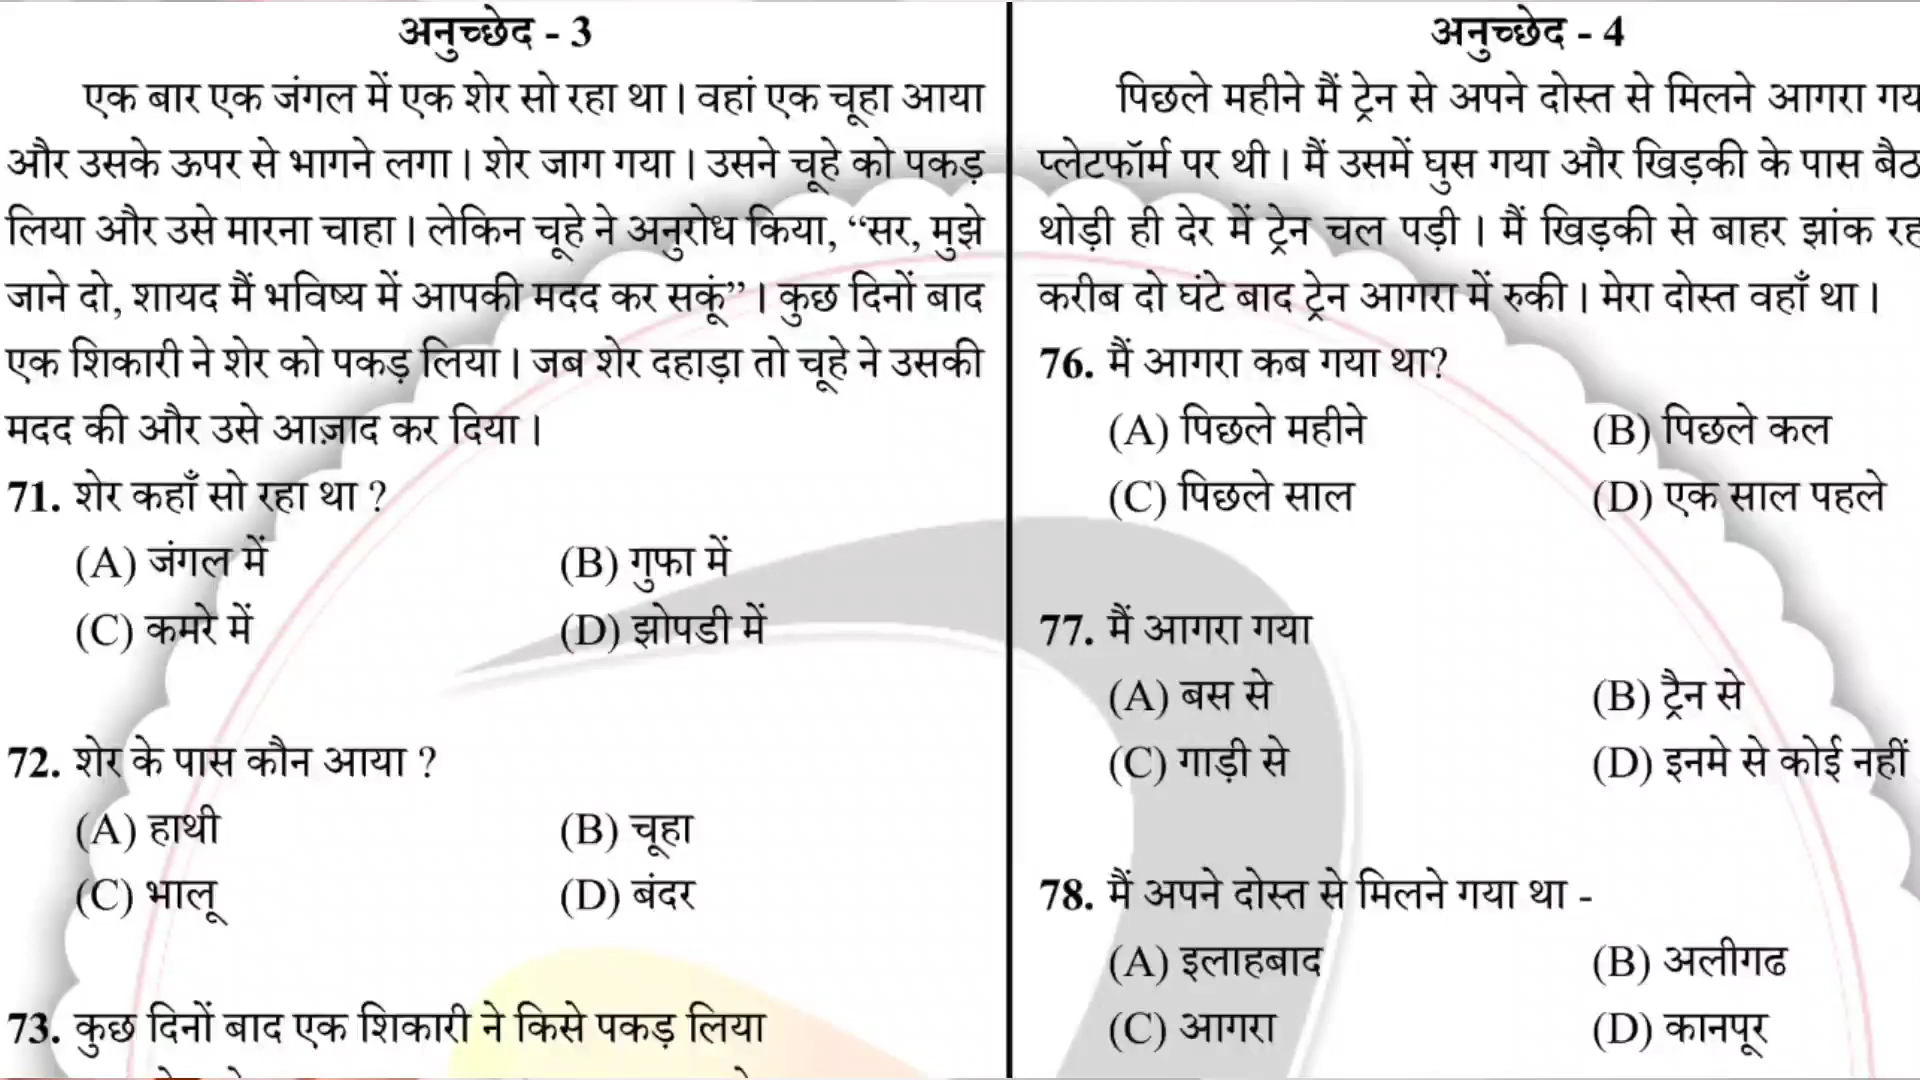 अनुच्छेद - 3
एक बार एक जंगल में एक शेर सो रहा था। वहां एक चूहा आया
और उसके ऊपर से भागने लगा। शेर जाग गया। उसने चूहे को पकड़
लिया और उसे मारना चाहा। लेकिन चूहे ने अनुरोध किया, “सर, मुझे
जाने दो, शायद मैं भविष्य में आपकी मदद कर सकूं”। कुछ दिनों बाद
एक शिकारी ने शेर को पकड़ लिया। जब शेर दहाड़ा तो चूहे ने उसकी
मदद की और उसे आज़ाद कर दिया।
71. शेर कहाँ सो रहा था ?
(A) जंगल में (B) गुफा में
(C) कमरे में (D) झोपडी में
72. शेर के पास कौन आया ?
(A) हाथी (B) चूहा
(C) भालू (D) बंदर
73. कुछ दिनों बाद एक शिकारी ने किसे पकड़ लिया
अनुच्छेद - 4
पिछले महीने मैं ट्रेन से अपने दोस्त से मिलने आगरा
प्लेटफॉर्म पर थी। मैं उसमें घुस गया और खिड़की के पास बैठ
थोड़ी ही देर में ट्रेन चल पड़ी। मैं खिड़की से बाहर झांक
करीब दो घंटे बाद ट्रेन आगरा में रुकी। मेरा दोस्त वहाँ था।
76. मैं आगरा कब गया था?
(A) पिछले महीने (B) पिछले कल
(C) पिछले साल (D) एक साल पहले
77. मैं आगरा गया
(A) बस से (B) ट्रैन से
(C) गाड़ी से (D) इनमे से कोई नहीं
78. मैं अपने दोस्त से मिलने गया था -
(A) इलाहबाद (B) अलीगढ
(C) आगरा (D) कानपूर